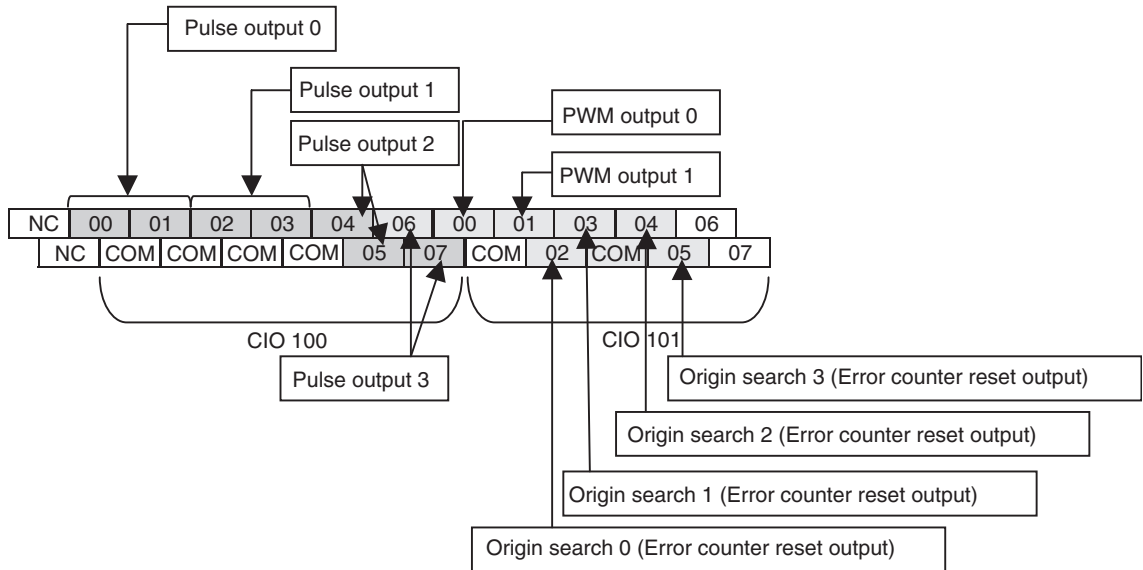 Pulse output 0
Pulse output 1
Pulse output 2
PWM output 0
PWM output 1
NC 00 01 02 03 04 06 00 01 03 04 06
NC COM COM COM COM 05 07 COM 02 COM 05 07
CIO 100
CIO 101
Pulse output 3
Origin search 3 (Error counter reset output)
Origin search 2 (Error counter reset output)
Origin search 1 (Error counter reset output)
Origin search 0 (Error counter reset output)